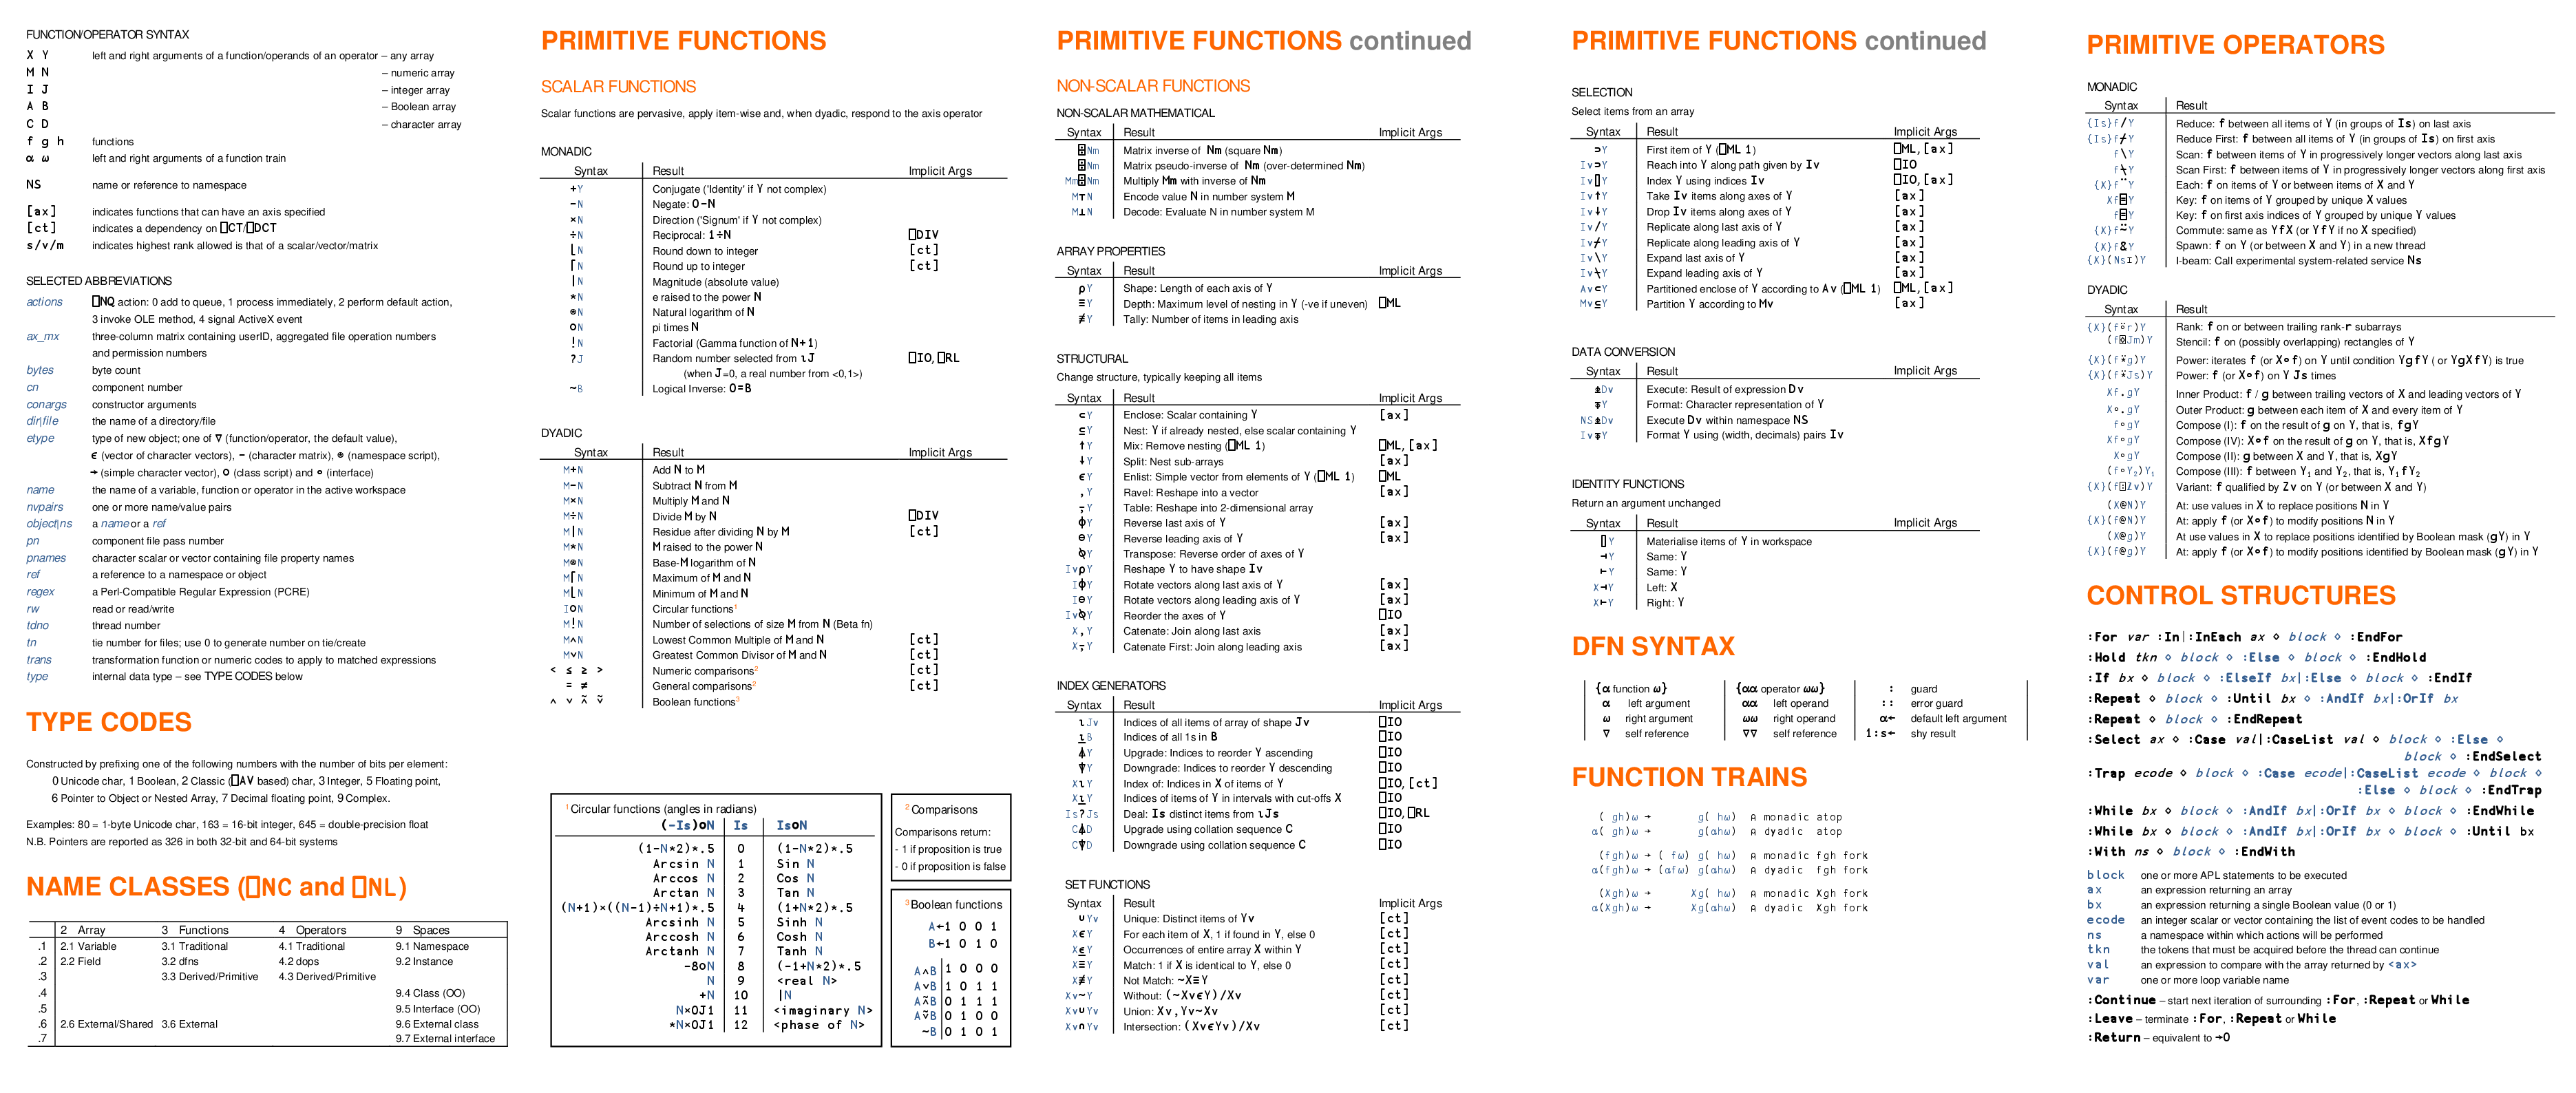 FUNCTION/OPERATOR SYNTAX
X Y left and right arguments of a function/operands of an operator – any array
M N – numeric array
I J – integer array
A B – Boolean array
C D – character array
f g h functions
⍺ ⍵ left and right arguments of a function train
NS name or reference to namespace
[ax] indicates functions that can have an axis specified
[ct] indicates a dependency on ⎕CT/⎕DCT
s/v/m indicates highest rank allowed is that of a scalar/vector/matrix
SELECTED ABBREVIATIONS
actions ⎕NQ action: 0 add to queue, 1 process immediately, 2 perform default action,
3 invoke OLE method, 4 signal ActiveX event
ax_mx three-column matrix containing userID, aggregated file operation numbers
and permission numbers
bytes byte count
cn component number
conargs constructor arguments
dir|file the name of a directory/file
etype type of new object; one of ∇ (function/operator, the default value),
∊ (vector of character vectors), - (character matrix), ⍟ (namespace script),
→ (simple character vector), ○ (class script) and ∘ (interface)
name the name of a variable, function or operator in the active workspace
nvpairs one or more name/value pairs
object|ns a name or a ref
pn component file pass number
pnames character scalar or vector containing file property names
ref a reference to a namespace or object
regex a Perl-Compatible Regular Expression (PCRE)
rw read or read/write
tdno thread number
tn tie number for files; use 0 to generate number on tie/create
trans transformation function or numeric codes to apply to matched expressions
type internal data type – see TYPE CODES below
TYPE CODES
Constructed by prefixing one of the following numbers with the number of bits per element:
0 Unicode char, 1 Boolean, 2 Classic (⎕AV based) char, 3 Integer, 5 Floating point,
6 Pointer to Object or Nested Array, 7 Decimal floating point, 9 Complex.
Examples: 80 = 1-byte Unicode char, 163 = 16-bit integer, 645 = double-precision float
N.B. Pointers are reported as 326 in both 32-bit and 64-bit systems
NAME CLASSES (⎕NC and ⎕NL)
2 Array 3 Functions 4 Operators 9 Spaces
.1 2.1 Variable 3.1 Traditional 4.1 Traditional 9.1 Namespace
.2 2.2 Field 3.2 dfns 4.2 dops 9.2 Instance
.3 3.3 Derived/Primitive 4.3 Derived/Primitive
.4 9.4 Class (OO)
.5 9.5 Interface (OO)
.6 2.6 External/Shared 3.6 External 9.6 External class
.7 9.7 External interface
PRIMITIVE FUNCTIONS
SCALAR FUNCTIONS
Scalar functions are pervasive, apply item-wise and, when dyadic, respond to the axis operator
MONADIC
Syntax Result Implicit Args
+Y Conjugate ('Identity' if Y not complex)
-N Negate: 0-N
×N Direction ('Signum' if Y not complex)
÷N Reciprocal: 1÷N ⎕DIV
⌊N Round down to integer [ct]
⌈N Round up to integer [ct]
|N Magnitude (absolute value)
*N e raised to the power N
⍟N Natural logarithm of N
○N pi times N
!N Factorial (Gamma function of N+1)
?J Random number selected from ⍳J ⎕IO, ⎕RL
(when J=0, a real number from <0,1>)
~B Logical Inverse: 0=B
DYADIC
Syntax Result Implicit Args
M+N Add N to M
M-N Subtract N from M
M×N Multiply M and N
M÷N Divide M by N ⎕DIV
M|N Residue after dividing N by M [ct]
M*N M raised to the power N
M⍟N Base-M logarithm of N
M⌈N Maximum of M and N
M⌊N Minimum of M and N
I○N Circular functions¹
M!N Number of selections of size M from N (Beta fn)
M∧N Lowest Common Multiple of M and N [ct]
M∨N Greatest Common Divisor of M and N [ct]
< ≤ ≥ > Numeric comparisons² [ct]
= ≠ General comparisons² [ct]
∧ ∨ ⍲ ⍱ Boolean functions³
¹ Circular functions (angles in radians)
(-Is)○N Is Is○N
(1-N*2)*.5 0 (1-N*2)*.5
Arcsin N 1 Sin N
Arccos N 2 Cos N
Arctan N 3 Tan N
(N+1)×((N-1)÷N+1)*.5 4 (1+N*2)*.5
Arcsinh N 5 Sinh N
Arccosh N 6 Cosh N
Arctanh N 7 Tanh N
-8○N 8 (-1+N*2)*.5
N 9 <real N>
+N 10 |N
N×0J1 11 <imaginary N>
*N×0J1 12 <phase of N>
² Comparisons
Comparisons return:
- 1 if proposition is true
- 0 if proposition is false
³ Boolean functions
A←1 0 0 1
B←1 0 1 0
A∧B 1 0 0 0
A∨B 1 0 1 1
A⍲B 0 1 1 1
A⍱B 0 1 0 0
~B 0 1 0 1
PRIMITIVE FUNCTIONS continued
NON-SCALAR FUNCTIONS
NON-SCALAR MATHEMATICAL
Syntax Result Implicit Args
⌹Nm Matrix inverse of Nm (square Nm)
⌹Nm Matrix pseudo-inverse of Nm (over-determined Nm)
Mm⌹Nm Multiply Mm with inverse of Nm
M⊤N Encode value N in number system M
M⊥N Decode: Evaluate N in number system M
ARRAY PROPERTIES
Syntax Result Implicit Args
⍴Y Shape: Length of each axis of Y
≡Y Depth: Maximum level of nesting in Y (-ve if uneven) ⎕ML
≢Y Tally: Number of items in leading axis
STRUCTURAL
Change structure, typically keeping all items
Syntax Result Implicit Args
⊂Y Enclose: Scalar containing Y [ax]
⊆Y Nest: Y if already nested, else scalar containing Y
↑Y Mix: Remove nesting (⎕ML 1) ⎕ML, [ax]
↓Y Split: Nest sub-arrays [ax]
∊Y Enlist: Simple vector from elements of Y (⎕ML 1) ⎕ML
,Y Ravel: Reshape into a vector [ax]
⍪Y Table: Reshape into 2-dimensional array
⌽Y Reverse last axis of Y [ax]
⊖Y Reverse leading axis of Y [ax]
⍉Y Transpose: Reverse order of axes of Y
Iv⍴Y Reshape Y to have shape Iv
I⌽Y Rotate vectors along last axis of Y [ax]
I⊖Y Rotate vectors along leading axis of Y [ax]
Iv⍉Y Reorder the axes of Y ⎕IO
X,Y Catenate: Join along last axis [ax]
X⍪Y Catenate First: Join along leading axis [ax]
INDEX GENERATORS
Syntax Result Implicit Args
⍳Jv Indices of all items of array of shape Jv ⎕IO
⍸B Indices of all 1s in B ⎕IO
⍋Y Upgrade: Indices to reorder Y ascending ⎕IO
⍒Y Downgrade: Indices to reorder Y descending ⎕IO
X⍳Y Index of: Indices in X of items of Y ⎕IO, [ct]
X⍸Y Indices of items of Y in intervals with cut-offs X ⎕IO
Is?Js Deal: Is distinct items from ⍳Js ⎕IO, ⎕RL
C⍋D Upgrade using collation sequence C ⎕IO
C⍒D Downgrade using collation sequence C ⎕IO
SET FUNCTIONS
Syntax Result Implicit Args
∪Yv Unique: Distinct items of Yv [ct]
X∊Y For each item of X, 1 if found in Y, else 0 [ct]
X⍷Y Occurrences of entire array X within Y [ct]
X≡Y Match: 1 if X is identical to Y, else 0 [ct]
X≢Y Not Match: ~X≡Y [ct]
Xv~Y Without: (~Xv∊Y)/Xv [ct]
Xv∪Yv Union: Xv,Yv~Xv [ct]
Xv∩Yv Intersection: (Xv∊Yv)/Xv [ct]
PRIMITIVE FUNCTIONS continued
SELECTION
Select items from an array
Syntax Result Implicit Args
⊃Y First item of Y (⎕ML 1) ⎕ML, [ax]
Iv⊃Y Reach into Y along path given by Iv ⎕IO
Iv⌷Y Index Y using indices Iv ⎕IO, [ax]
Iv↑Y Take Iv items along axes of Y [ax]
Iv↓Y Drop Iv items along axes of Y [ax]
Iv/Y Replicate along last axis of Y [ax]
Iv⌿Y Replicate along leading axis of Y [ax]
Iv\Y Expand last axis of Y [ax]
Iv⍀Y Expand leading axis of Y [ax]
Av⊂Y Partitioned enclose of Y according to Av (⎕ML 1) ⎕ML, [ax]
Mv⊆Y Partition Y according to Mv [ax]
DATA CONVERSION
Syntax Result Implicit Args
⍎Dv Execute: Result of expression Dv
⍕Y Format: Character representation of Y
NS⍎Dv Execute Dv within namespace NS
Iv⍕Y Format Y using (width, decimals) pairs Iv
IDENTITY FUNCTIONS
Return an argument unchanged
Syntax Result Implicit Args
⌷Y Materialise items of Y in workspace
⊣Y Same: Y
⊢Y Same: Y
X⊣Y Left: X
X⊢Y Right: Y
DFN SYNTAX
{⍺ function ⍵} {⍺⍺ operator ⍵⍵} : guard
⍺ left argument ⍺⍺ left operand :: error guard
⍵ right argument ⍵⍵ right operand ⍺← default left argument
∇ self reference ∇∇ self reference 1:s← shy result
FUNCTION TRAINS
( gh)⍵ → g( h⍵) ⍝ monadic atop
⍺( gh)⍵ → g(⍺h⍵) ⍝ dyadic atop
(fgh)⍵ → ( f⍵) g( h⍵) ⍝ monadic fgh fork
⍺(fgh)⍵ → (⍺f⍵) g(⍺h⍵) ⍝ dyadic fgh fork
(Xgh)⍵ → Xg( h⍵) ⍝ monadic Xgh fork
⍺(Xgh)⍵ → Xg(⍺h⍵) ⍝ dyadic Xgh fork
PRIMITIVE OPERATORS
MONADIC
Syntax Result
{Is}f/Y Reduce: f between all items of Y (in groups of Is) on last axis
{Is}f⌿Y Reduce First: f between all items of Y (in groups of Is) on first axis
f\Y Scan: f between items of Y in progressively longer vectors along last axis
f⍀Y Scan First: f between items of Y in progressively longer vectors along first axis
{X}f¨Y Each: f on items of Y or between items of X and Y
Xf⌸Y Key: f on items of Y grouped by unique X values
f⌸Y Key: f on first axis indices of Y grouped by unique Y values
{X}f⍨Y Commute: same as YfX (or YfY if no X specified)
{X}f&Y Spawn: f on Y (or between X and Y) in a new thread
{X}(Ns⌶)Y I-beam: Call experimental system-related service Ns
DYADIC
Syntax Result
{X}(f⍤r)Y Rank: f on or between trailing rank-r subarrays
(f⌺Jm)Y Stencil: f on (possibly overlapping) rectangles of Y
{X}(f⍣g)Y Power: iterates f (or X∘f) on Y until condition YgfY ( or YgXfY) is true
{X}(f⍣Js)Y Power: f (or X∘f) on Y Js times
Xf.gY Inner Product: f / g between trailing vectors of X and leading vectors of Y
X∘.gY Outer Product: g between each item of X and every item of Y
f∘gY Compose (I): f on the result of g on Y, that is, fgY
Xf∘gY Compose (IV): X∘f on the result of g on Y, that is, XfgY
X∘gY Compose (II): g between X and Y, that is, XgY
(f∘Y₂)Y₁ Compose (III): f between Y₁ and Y₂, that is, Y₁fY₂
{X}(f⍠Zv)Y Variant: f qualified by Zv on Y (or between X and Y)
(X@N)Y At: use values in X to replace positions N in Y
{X}(f@N)Y At: apply f (or X∘f) to modify positions N in Y
(X@g)Y At use values in X to replace positions identified by Boolean mask (gY) in Y
{X}(f@g)Y At: apply f (or X∘f) to modify positions identified by Boolean mask (gY) in Y
CONTROL STRUCTURES
:For var :In|:InEach ax ⋄ block ⋄ :EndFor
:Hold tkn ⋄ block ⋄ :Else ⋄ block ⋄ :EndHold
:If bx ⋄ block ⋄ :ElseIf bx|:Else ⋄ block ⋄ :EndIf
:Repeat ⋄ block ⋄ :Until bx ⋄ :AndIf bx|:OrIf bx
:Repeat ⋄ block ⋄ :EndRepeat
:Select ax ⋄ :Case val|:CaseList val ⋄ block ⋄ :Else ⋄
block ⋄ :EndSelect
:Trap ecode ⋄ block ⋄ :Case ecode|:CaseList ecode ⋄ block ⋄
:Else ⋄ block ⋄ :EndTrap
:While bx ⋄ block ⋄ :AndIf bx|:OrIf bx ⋄ block ⋄ :EndWhile
:While bx ⋄ block ⋄ :AndIf bx|:OrIf bx ⋄ block ⋄ :Until bx
:With ns ⋄ block ⋄ :EndWith
block one or more APL statements to be executed
ax an expression returning an array
bx an expression returning a single Boolean value (0 or 1)
ecode an integer scalar or vector containing the list of event codes to be handled
ns a namespace within which actions will be performed
tkn the tokens that must be acquired before the thread can continue
val an expression to compare with the array returned by <ax>
var one or more loop variable name
:Continue – start next iteration of surrounding :For, :Repeat or While
:Leave – terminate :For, :Repeat or While
:Return – equivalent to →0